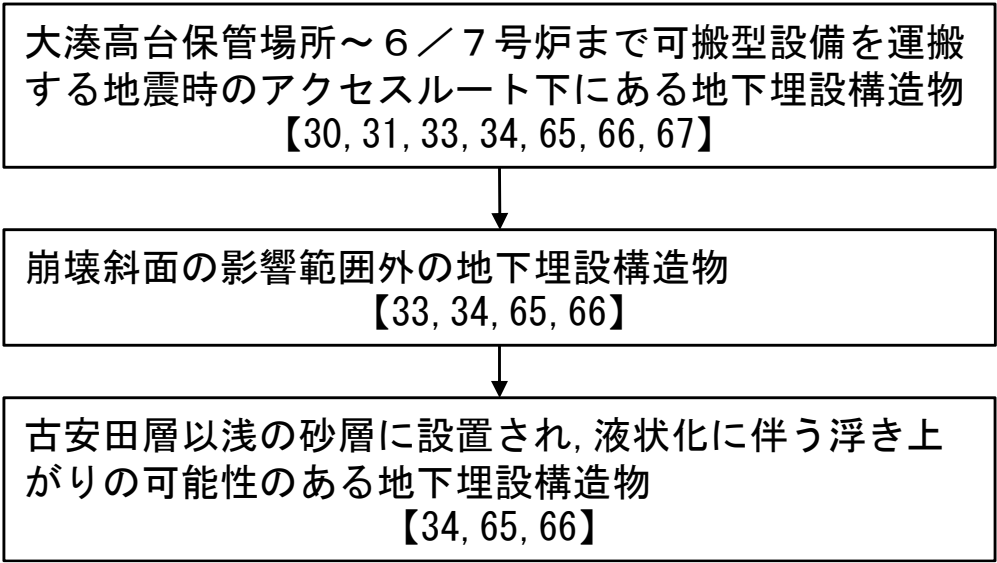 大湊高台保管場所～６／７号炉まで可搬型設備を運搬
する地震時のアクセスルート下にある地下埋設構造物
【30, 31, 33, 34, 65, 66, 67】
崩壊斜面の影響範囲外の地下埋設構造物
【33, 34, 65, 66】
古安田層以浅の砂層に設置され, 液状化に伴う浮き上
がりの可能性のある地下埋設構造物
【34, 65, 66】